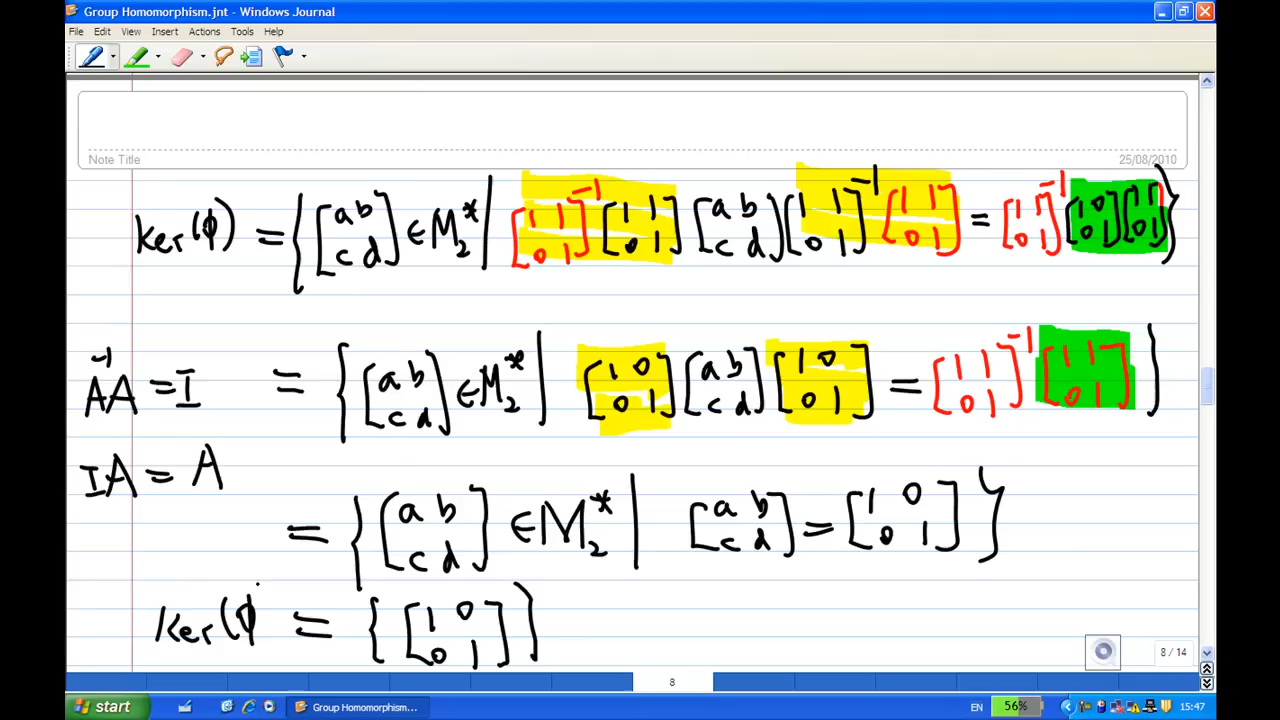 Group Homomorphism.jnt - Windows Journal
File Edit View Insert Actions Tools Help
Note Title
25/08/2010
Ker(ϕ) = { [a b; c d] ∈ M₂* | [1 1; 0 1]⁻¹ [1 1; 0 1] [a b; c d] [1 1; 0 1]⁻¹ [1 1; 0 1] = [1 1; 0 1]⁻¹ [1 0; 0 1] [1 1; 0 1] }
A⁻¹A = I = { [a b; c d] ∈ M₂* | [1 0; 0 1] [a b; c d] [1 0; 0 1] = [1 1; 0 1]⁻¹ [1 1; 0 1] }
IA = A
= { [a b; c d] ∈ M₂* | [a b; c d] = [1 0; 0 1] }
Ker(ϕ = { [1 0; 0 1] }
8 / 14
8
start
Group Homomorphism....
EN
56%
15:47